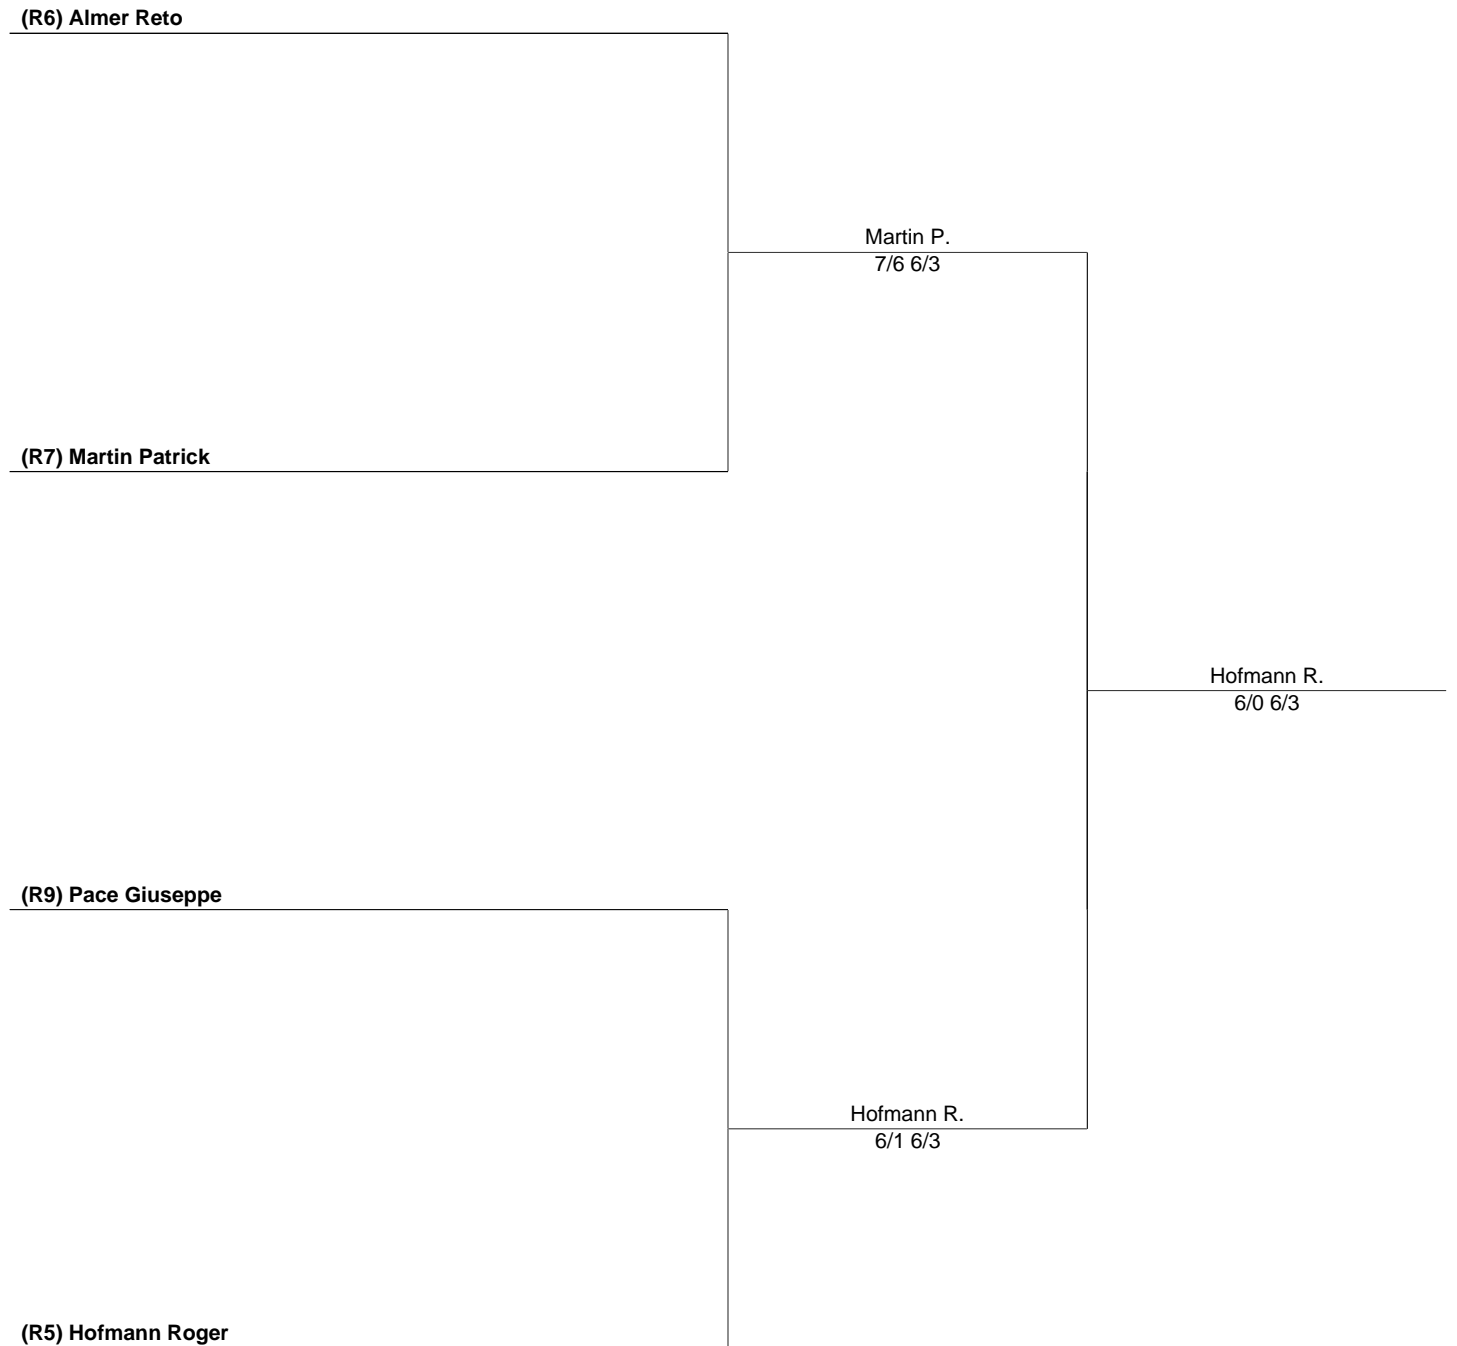 (R6) Almer Reto
Martin P.
7/6 6/3
(R7) Martin Patrick
Hofmann R.
6/0 6/3
(R9) Pace Giuseppe
Hofmann R.
6/1 6/3
(R5) Hofmann Roger